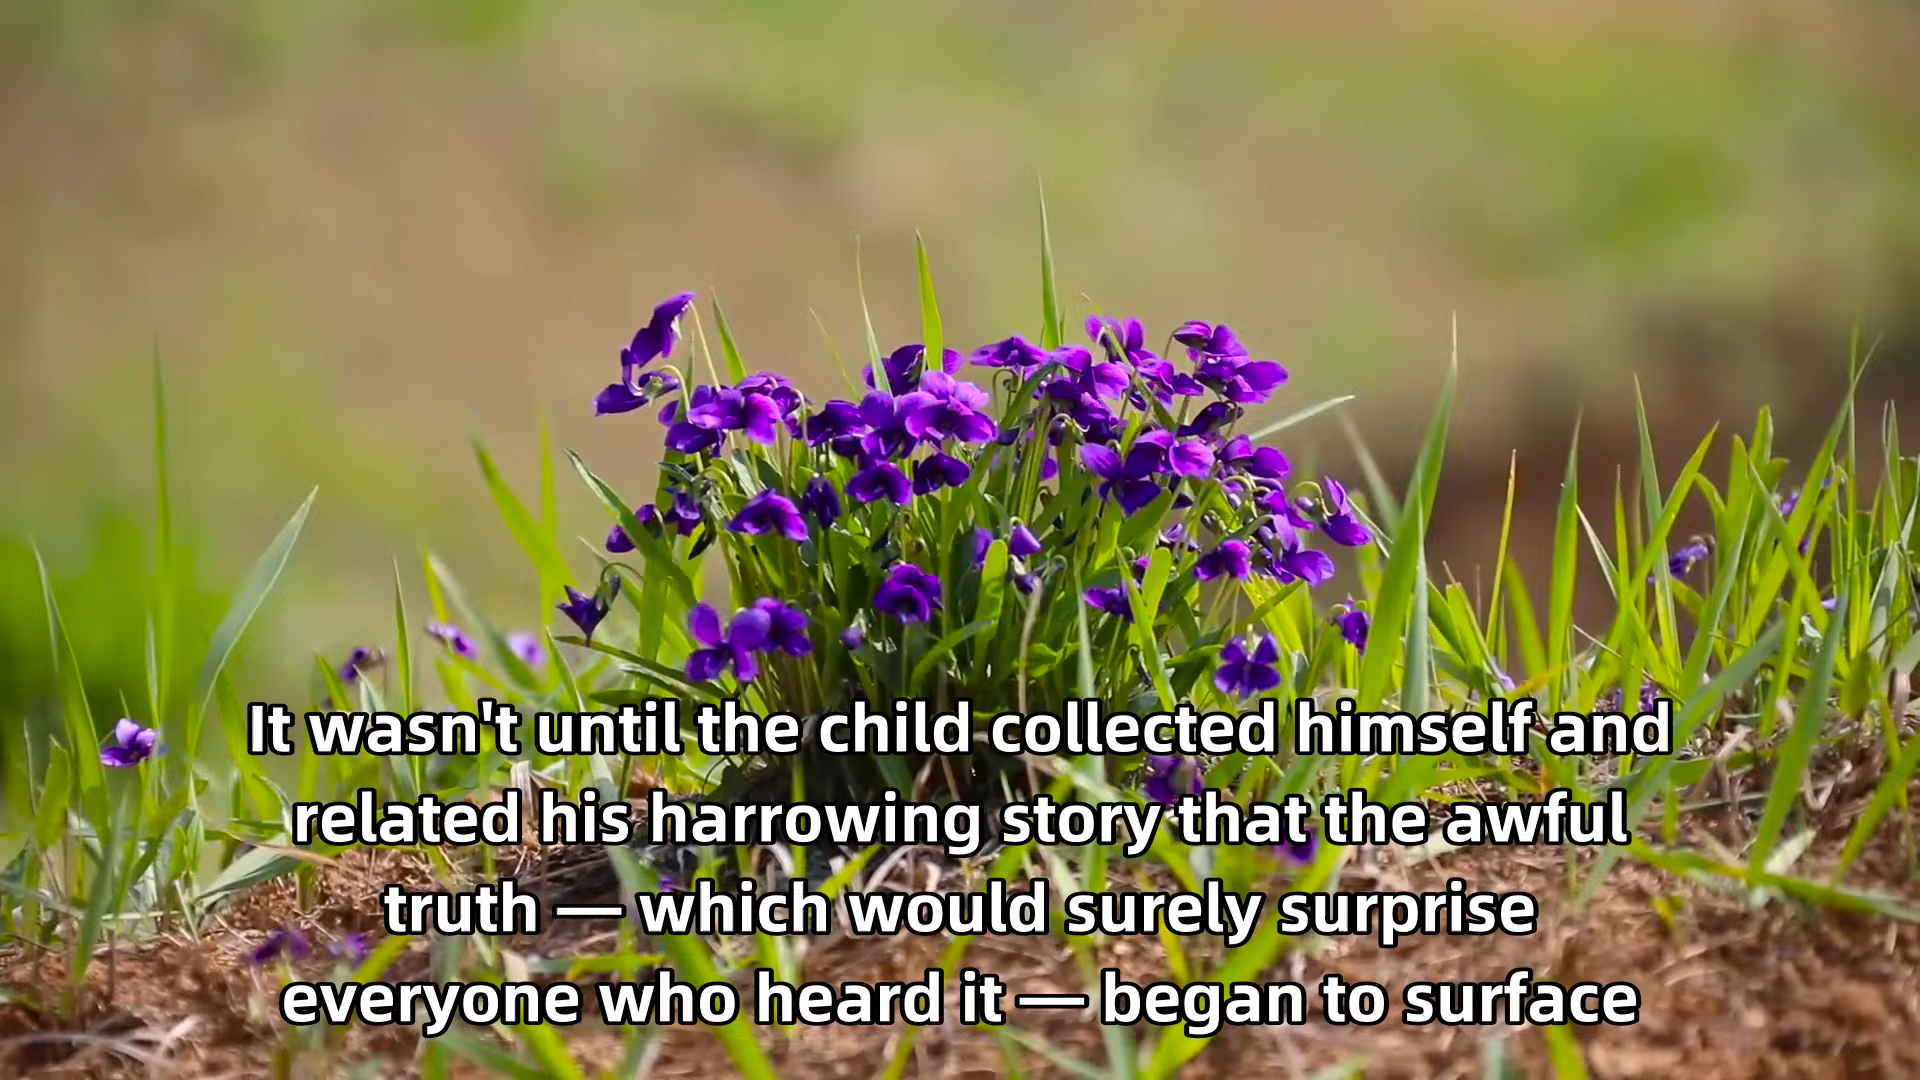 It wasn't until the child collected himself and
related his harrowing story that the awful
truth — which would surely surprise
everyone who heard it — began to surface